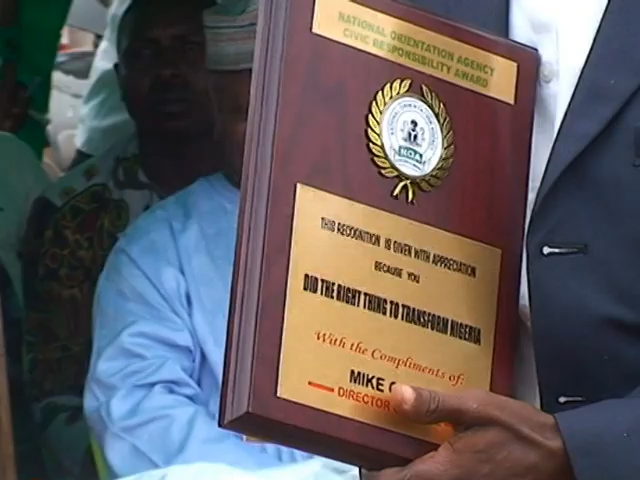 NATIONAL ORIENTATION AGENCY
CIVIC RESPONSIBILITY AWARD
NOA
THIS RECOGNITION IS GIVEN WITH APPRECIATION
BECAUSE YOU
DID THE RIGHT THING TO TRANSFORM NIGERIA
With the Compliments of:
MIKE
DIRECTOR